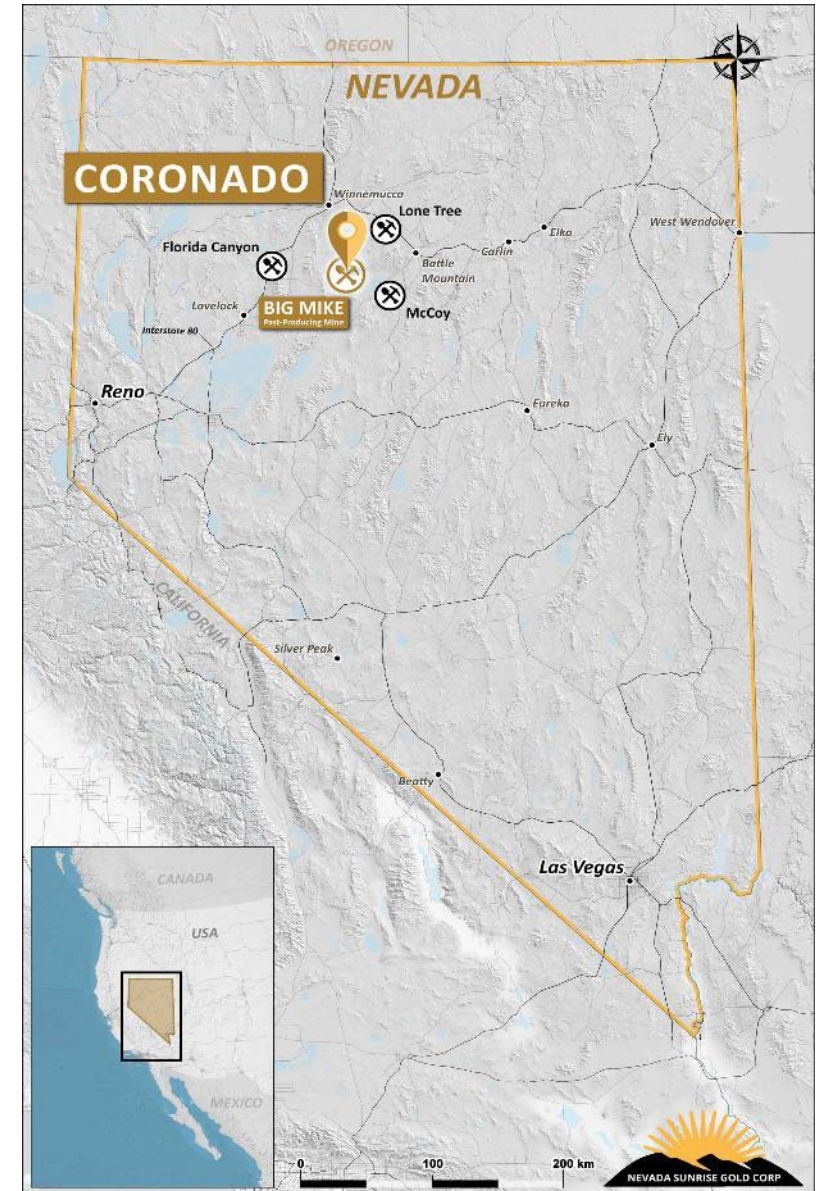 OREGON
NEVADA
CORONADO
Winnemucca
Lone Tree
West Wendover
Elko
Carlin
Florida Canyon
Battle
Mountain
BIG MIKE
Past-Producing Mine
McCoy
Lovelock
Interstate 80
Reno
Eureka
Ely
CALIFORNIA
Silver Peak
Beatty
Las Vegas
CANADA
USA
MEXICO
0
100
200 km
NEVADA SUNRISE GOLD CORP